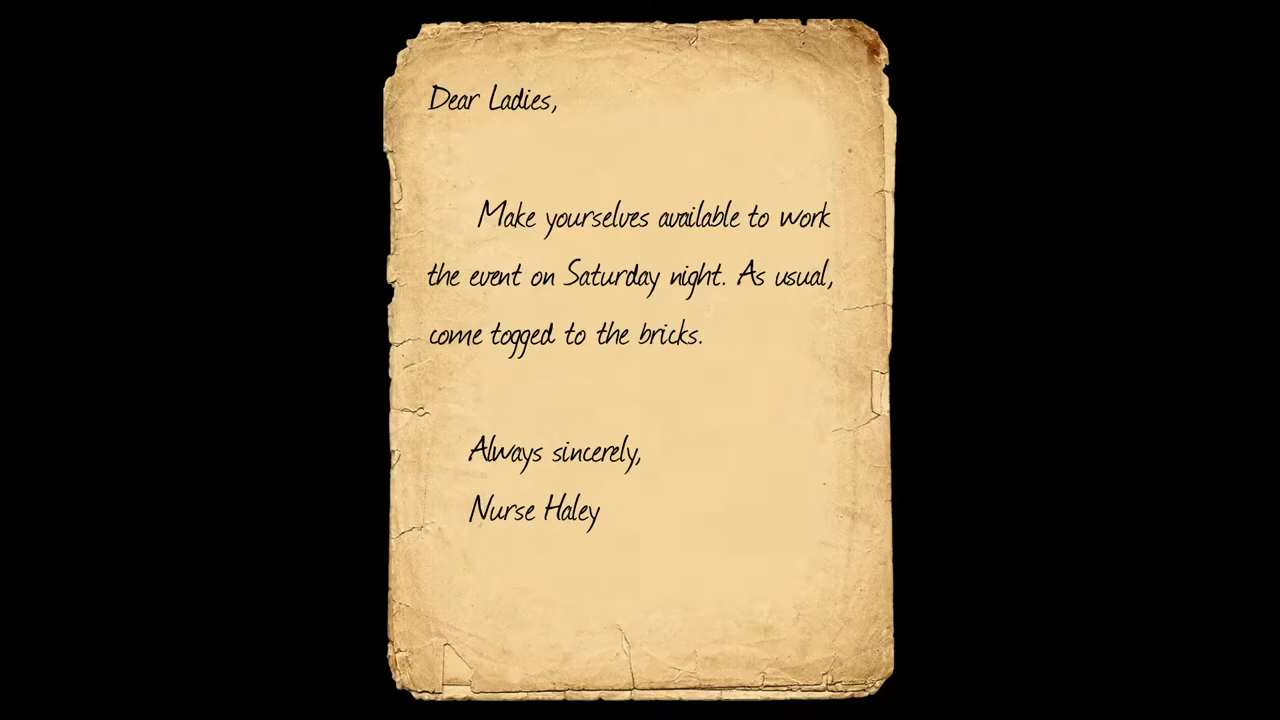 Dear Ladies,
Make yourselves available to work
the event on Saturday night. As usual,
come togged to the bricks.
Always sincerely,
Nurse Haley